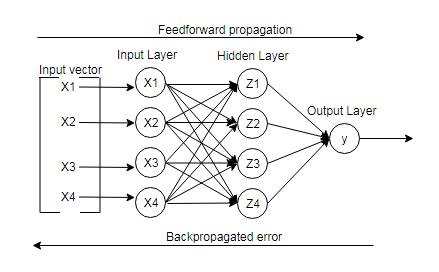 Feedforward propagation
Input Layer
Hidden Layer
Input vector
Output Layer
X1
X1
Z1
X2
X2
Z2
y
X3
X3
Z3
X4
X4
Z4
Backpropagated error